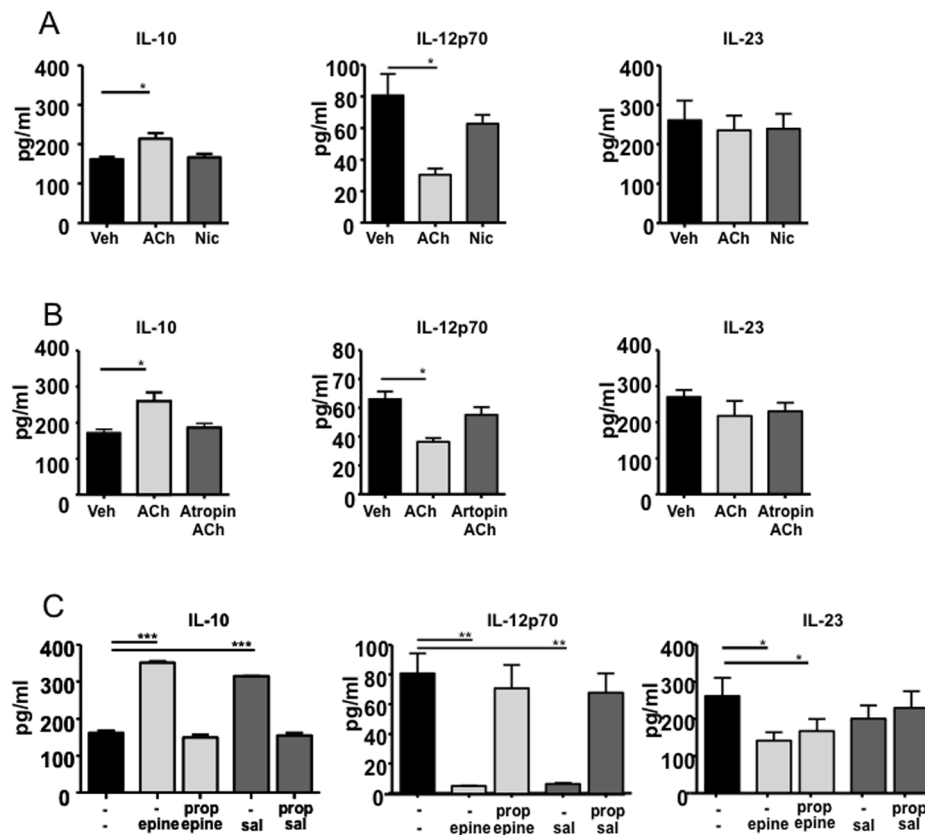 A
IL-10
pg/ml
400
300
200
100
0
*
Veh ACh Nic
IL-12p70
pg/ml
100
80
60
40
20
0
*
Veh ACh Nic
IL-23
pg/ml
400
300
200
100
0
Veh ACh Nic
B
IL-10
pg/ml
400
300
200
100
0
*
Veh ACh Atropin
ACh
IL-12p70
pg/ml
80
60
60
40
20
0
*
Veh ACh Artopin
ACh
IL-23
pg/ml
400
300
200
100
0
Veh ACh Atropin
ACh
C
IL-10
pg/ml
400
300
200
100
0
***
***
- - prop - prop
- epine epine sal sal
IL-12p70
pg/ml
100
80
60
40
20
0
**
**
- - prop - prop
- epine epine sal sal
IL-23
pg/ml
400
300
200
100
0
*
*
- - prop - prop
- epine epine sal sal